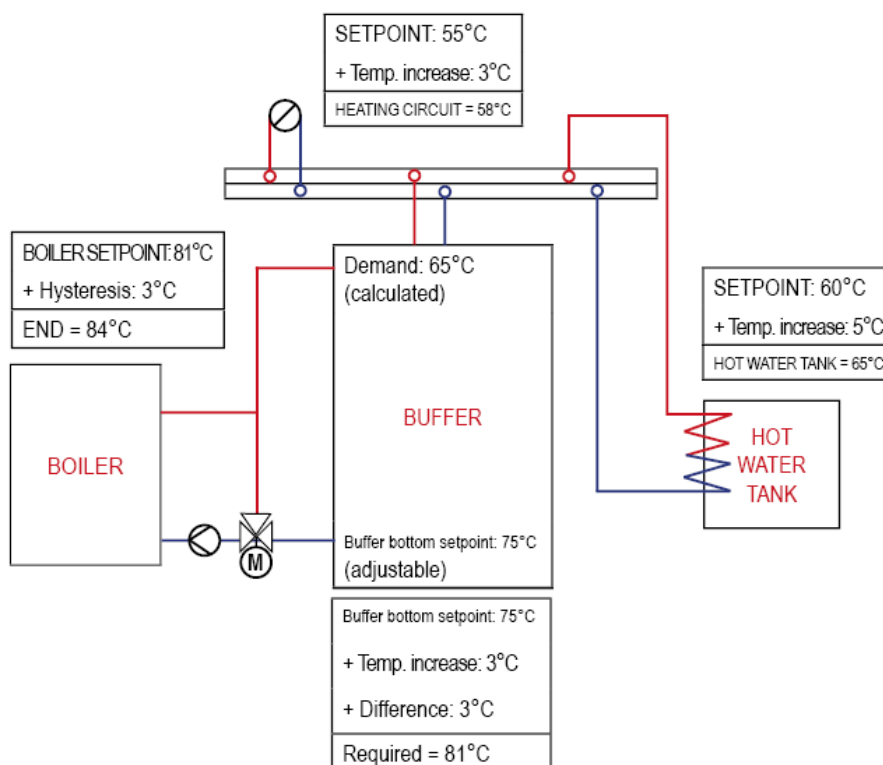 SETPOINT: 55°C
+ Temp. increase: 3°C
HEATING CIRCUIT = 58°C
BOILER SETPOINT: 81°C
+ Hysteresis: 3°C
END = 84°C
Demand: 65°C
(calculated)
SETPOINT: 60°C
+ Temp. increase: 5°C
HOT WATER TANK = 65°C
BOILER
BUFFER
HOT
WATER
TANK
M
Buffer bottom setpoint: 75°C
(adjustable)
Buffer bottom setpoint: 75°C
+ Temp. increase: 3°C
+ Difference: 3°C
Required = 81°C